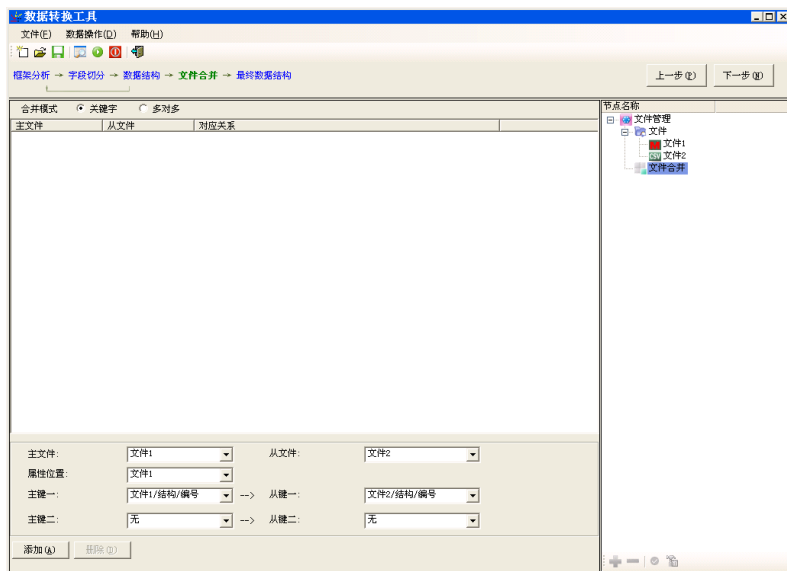 数据转换工具
文件(F) 数据操作(D) 帮助(H)
框架分析 → 字段切分 → 数据结构 → 文件合并 → 最终数据结构
上一步(P) 下一步(N)
合并模式 关键字 多对多
主文件 从文件 对应关系
节点名称
文件管理
文件
文件1
文件2
文件合并
主文件: 文件1 从文件: 文件2
属性位置: 文件1
主键一: 文件1/结构/编号 --> 从键一: 文件2/结构/编号
主键二: 无 --> 从键二: 无
添加(A) 删除(D)